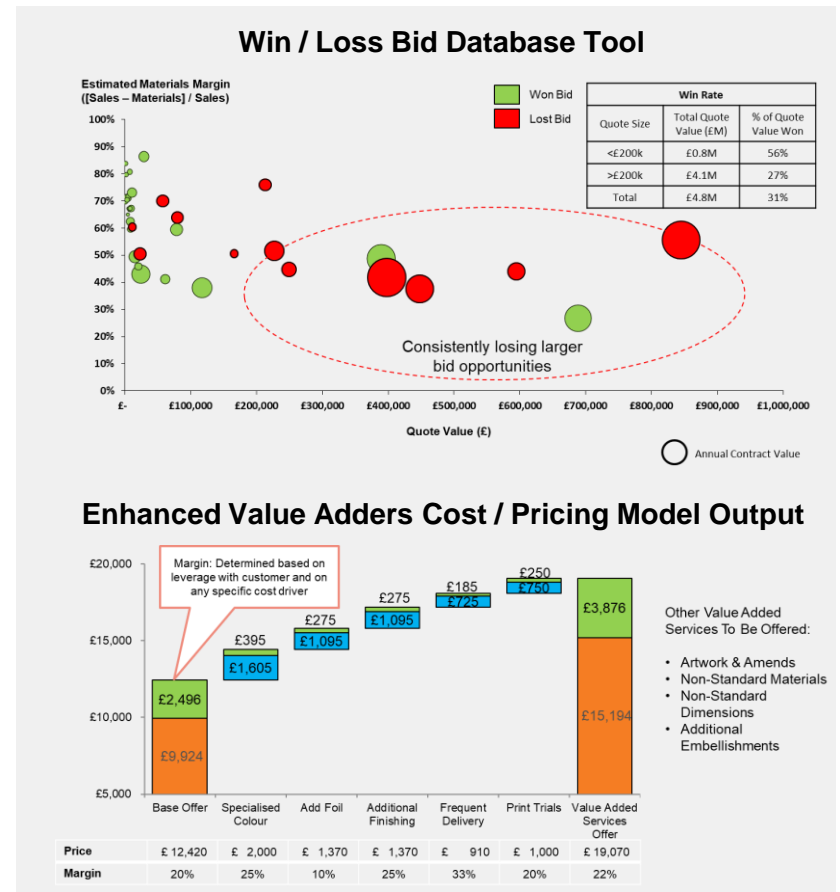 Win / Loss Bid Database Tool
Estimated Materials Margin
([Sales – Materials] / Sales)
Won Bid
Lost Bid
Win Rate
Quote Size
Total Quote
Value (£M)
% of Quote
Value Won
<£200k £0.8M 56%
>£200k £4.1M 27%
Total £4.8M 31%
100%
90%
80%
70%
60%
50%
40%
30%
20%
10%
0%
Consistently losing larger
bid opportunities
£- £100,000 £200,000 £300,000 £400,000 £500,000 £600,000 £700,000 £800,000 £900,000 £1,000,000
Quote Value (£)
Annual Contract Value
Enhanced Value Adders Cost / Pricing Model Output
£20,000
£15,000
£10,000
£5,000
Margin: Determined based on
leverage with customer and on
any specific cost driver
£2,496
£9,924
£395
£1,605
£275
£1,095
£275
£1,095
£185
£725
£250
£750
£3,876
£15,194
Other Value Added
Services To Be Offered:
• Artwork & Amends
• Non-Standard Materials
• Non-Standard
Dimensions
• Additional
Embellishments
Base Offer
Specialised
Colour
Add Foil
Additional
Finishing
Frequent
Delivery
Print Trials
Value Added
Services
Offer
Price £ 12,420 £ 2,000 £ 1,370 £ 1,370 £ 910 £ 1,000 £ 19,070
Margin 20% 25% 10% 25% 33% 20% 22%